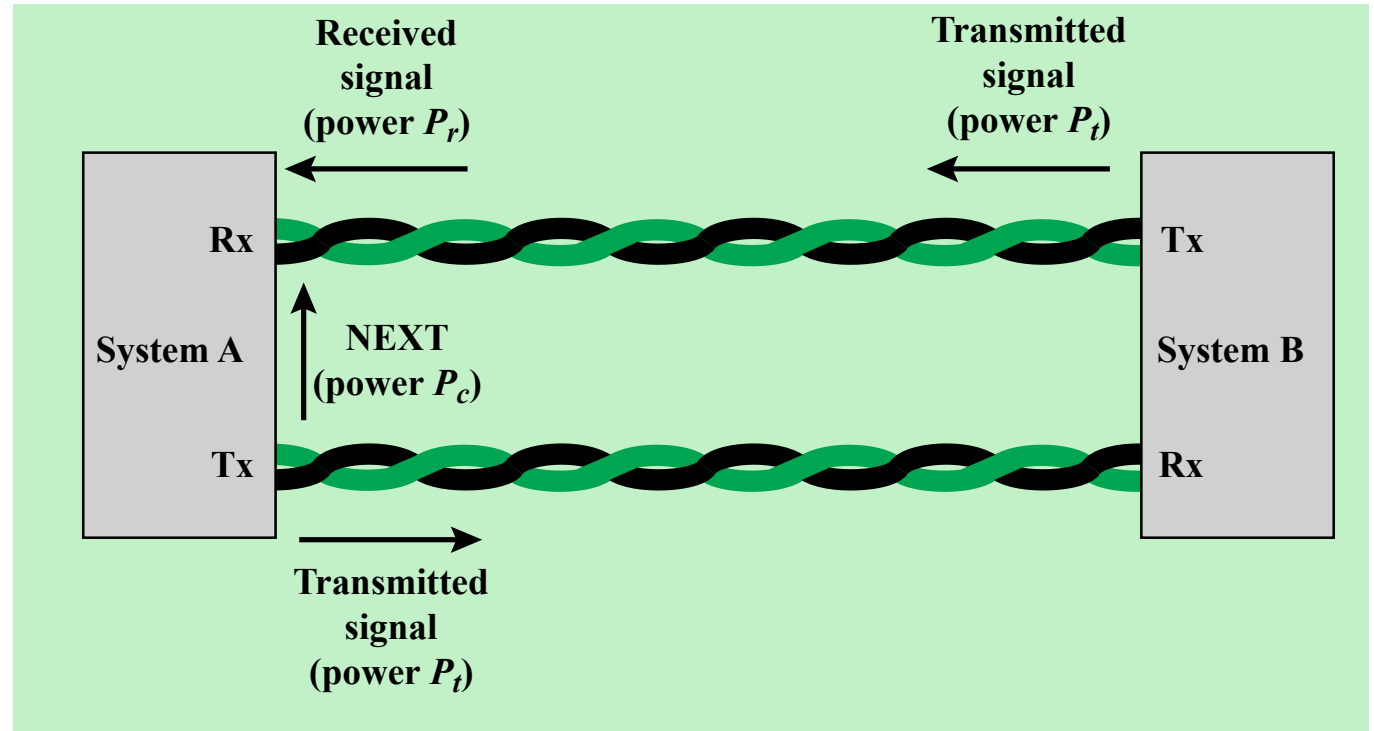 Received
signal
(power Pr)
Transmitted
signal
(power Pt)
Rx
Tx
System A
NEXT
(power Pc)
System B
Tx
Rx
Transmitted
signal
(power Pt)